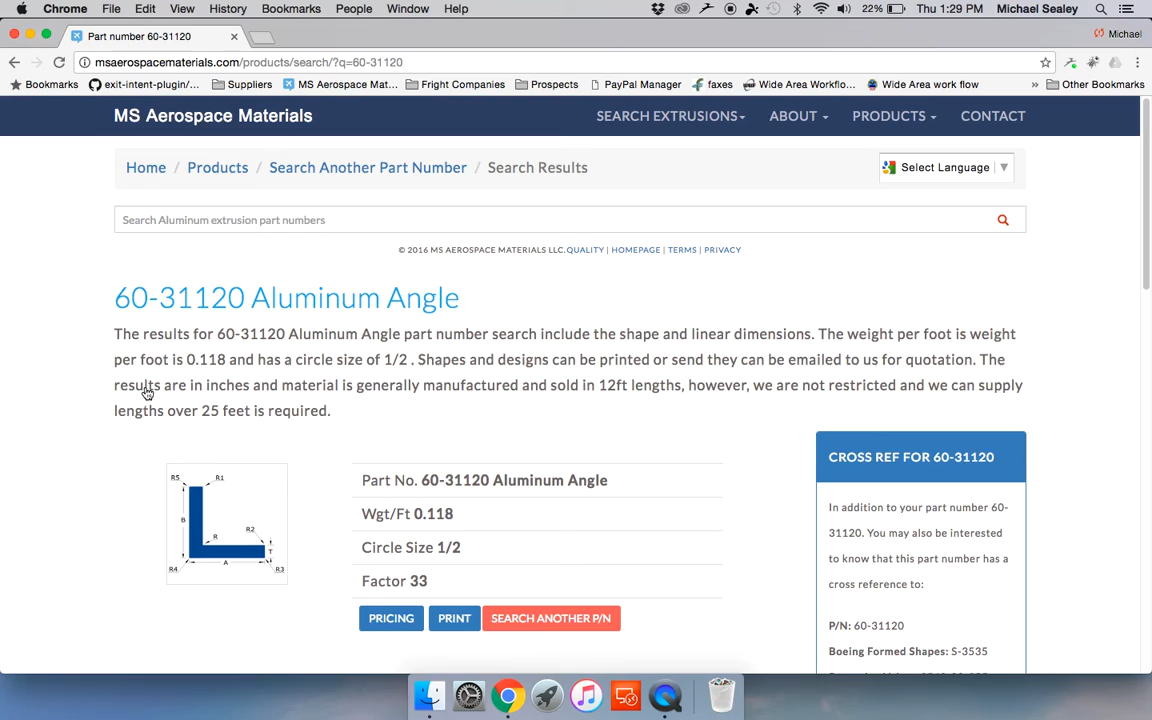 Chrome File Edit View History Bookmarks People Window Help 22% Thu 1:29 PM Michael Sealey
Part number 60-31120 Michael
msaerospacematerials.com/products/search/?q=60-31120
Bookmarks exit-intent-plugin/... Suppliers MS Aerospace Mat... Fright Companies Prospects PayPal Manager faxes Wide Area Workflo... Wide Area work flow » Other Bookmarks
MS Aerospace Materials SEARCH EXTRUSIONS ABOUT PRODUCTS CONTACT
Home / Products / Search Another Part Number / Search Results Select Language
Search Aluminum extrusion part numbers
© 2016 MS AEROSPACE MATERIALS LLC.QUALITY | HOMEPAGE | TERMS | PRIVACY
60-31120 Aluminum Angle
The results for 60-31120 Aluminum Angle part number search include the shape and linear dimensions. The weight per foot is weight
per foot is 0.118 and has a circle size of 1/2 . Shapes and designs can be printed or send they can be emailed to us for quotation. The
results are in inches and material is generally manufactured and sold in 12ft lengths, however, we are not restricted and we can supply
lengths over 25 feet is required.
R5 R1
B R R2 T
R4 A R3
Part No. 60-31120 Aluminum Angle
Wgt/Ft 0.118
Circle Size 1/2
Factor 33
PRICING PRINT SEARCH ANOTHER P/N
CROSS REF FOR 60-31120
In addition to your part number 60-
31120. You may also be interested
to know that this part number has a
cross reference to:
P/N: 60-31120
Boeing Formed Shapes: S-3535